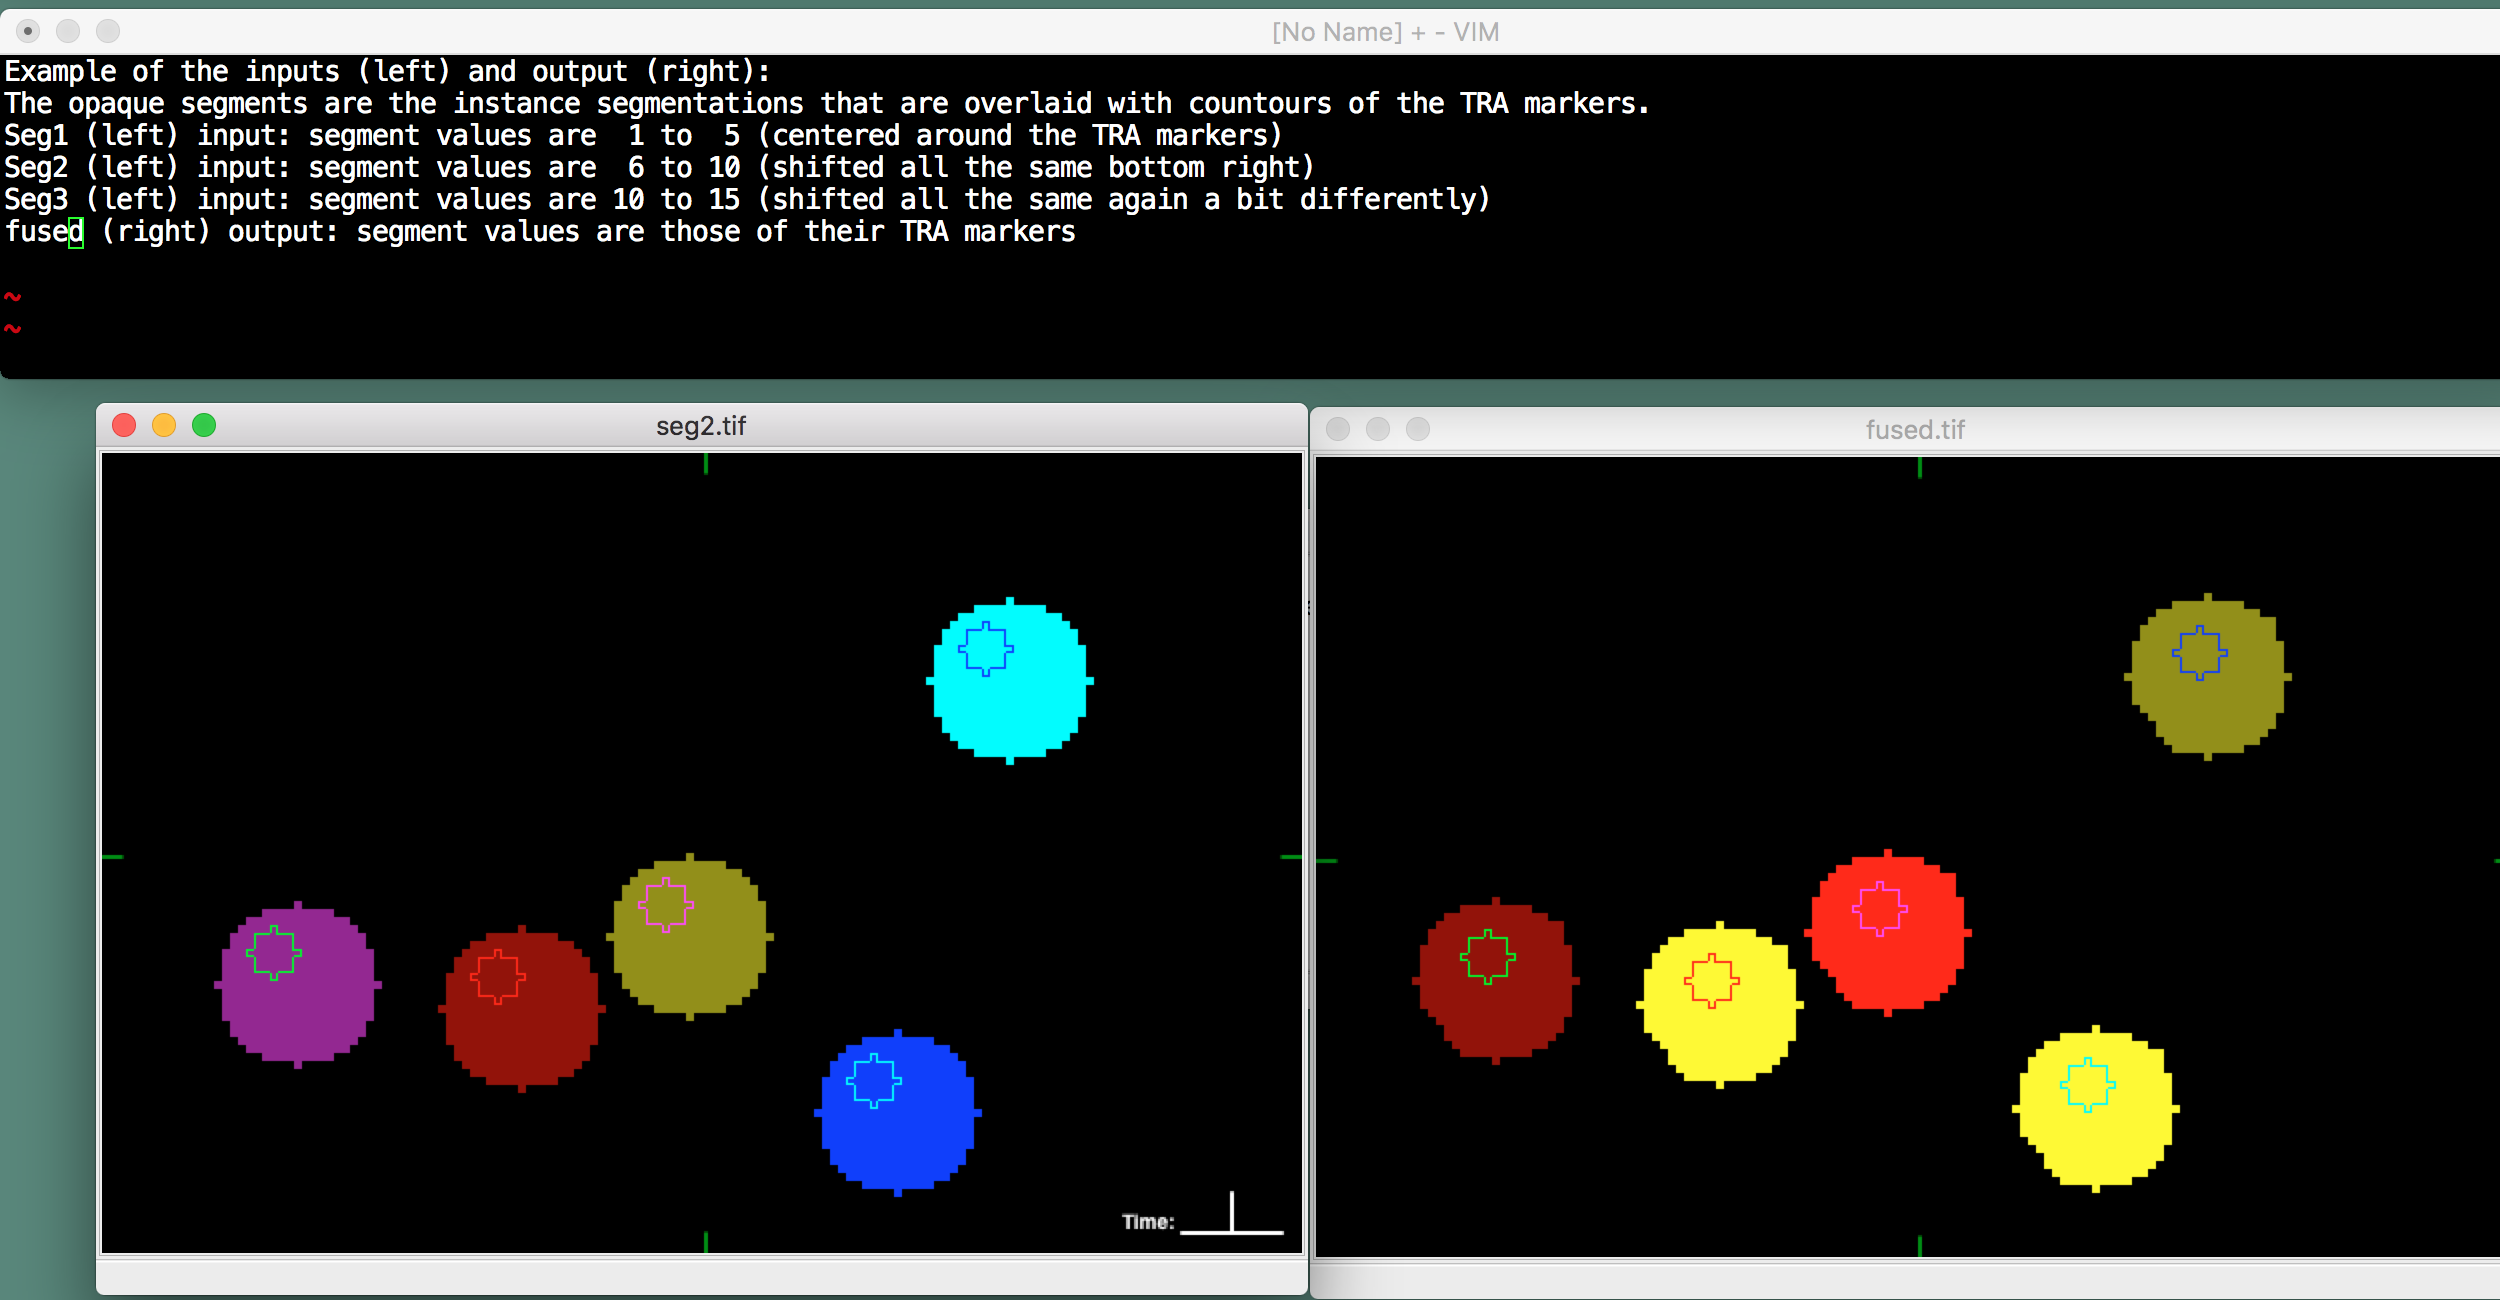 [No Name] + - VIM
Example of the inputs (left) and output (right):
The opaque segments are the instance segmentations that are overlaid with countours of the TRA markers.
Seg1 (left) input: segment values are  1 to  5 (centered around the TRA markers)
Seg2 (left) input: segment values are  6 to 10 (shifted all the same bottom right)
Seg3 (left) input: segment values are 10 to 15 (shifted all the same again a bit differently)
fused (right) output: segment values are those of their TRA markers
~
~
seg2.tif
fused.tif
Time: